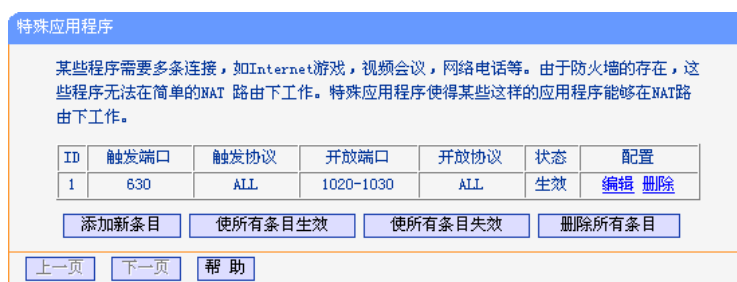 特殊应用程序
某些程序需要多条连接，如Internet游戏，视频会议，网络电话等。由于防火墙的存在，这
些程序无法在简单的NAT 路由下工作。特殊应用程序使得某些这样的应用程序能够在NAT路
由下工作。
ID 触发端口 触发协议 开放端口 开放协议 状态 配置
1 630 ALL 1020-1030 ALL 生效 编辑 删除
添加新条目 使所有条目生效 使所有条目失效 删除所有条目
上一页 下一页 帮 助